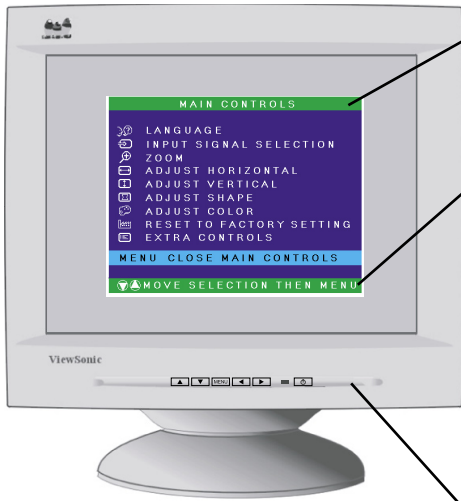 MAIN CONTROLS
LANGUAGE
INPUT SIGNAL SELECTION
ZOOM
ADJUST HORIZONTAL
ADJUST VERTICAL
ADJUST SHAPE
ADJUST COLOR
RESET TO FACTORY SETTING
EXTRA CONTROLS
MENU CLOSE MAIN CONTROLS
MOVE SELECTION THEN MENU
ViewSonic
MENU